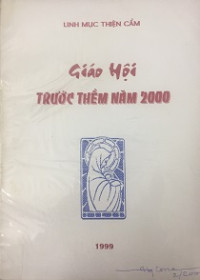 LINH MỤC THIỆN CẨM
Giáo Hội
TRƯỚC THỀM NĂM 2000
1999